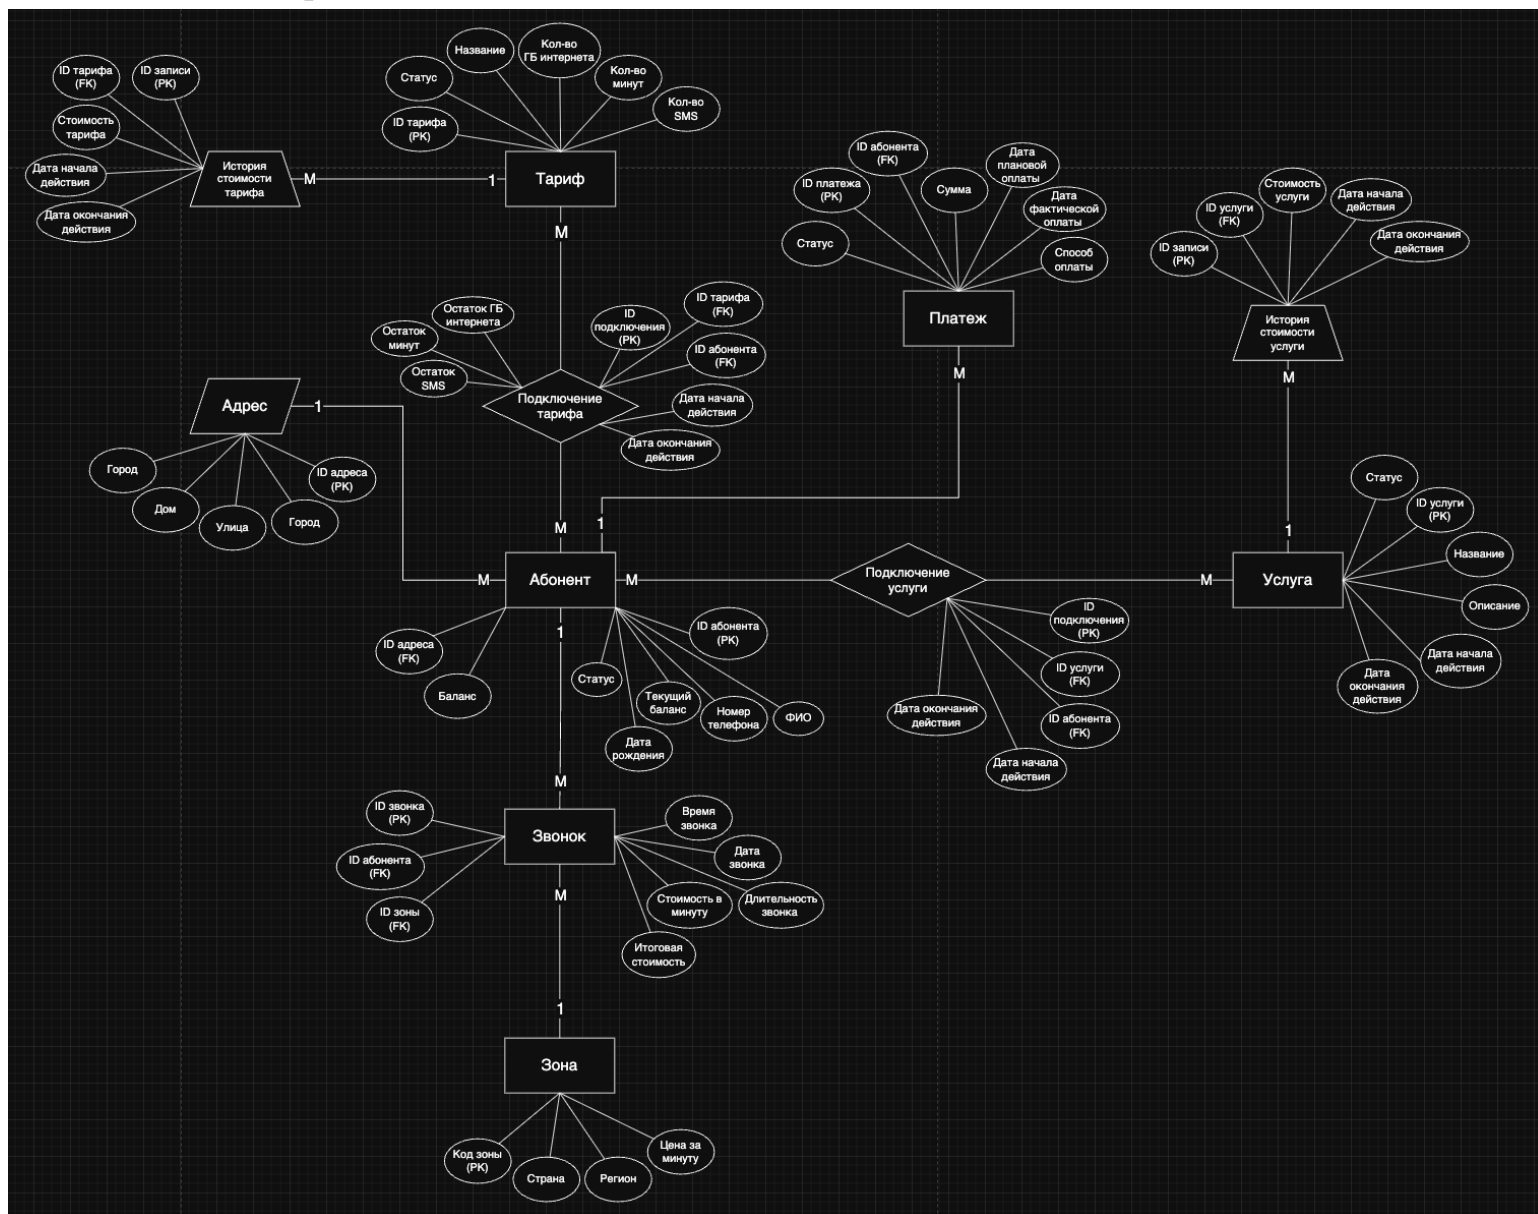 ID тарифа
(FK)
ID записи
(PK)
Стоимость
тарифа
Дата начала
действия
Дата окончания
действия
История
стоимости
тарифа
M
1
Название
Кол-во
ГБ интернета
Статус
Кол-во
минут
ID тарифа
(PK)
Кол-во
SMS
Тариф
M
ID абонента
(FK)
Дата
плановой
оплаты
ID платежа
(PK)
Сумма
Дата
фактической
оплаты
Статус
Способ
оплаты
Платеж
M
Стоимость
услуги
Дата начала
действия
ID услуги
(FK)
ID записи
(PK)
Дата окончания
действия
История
стоимости
услуги
M
1
Остаток ГБ
интернета
Остаток
минут
Остаток
SMS
ID
подключения
(PK)
ID тарифа
(FK)
ID абонента
(FK)
Дата начала
действия
Дата окончания
действия
Подключение
тарифа
M
1
Адрес
1
Город
Дом
Улица
Город
ID адреса
(PK)
M
Абонент
M
1
ID адреса
(FK)
Баланс
Статус
Дата
рождения
Текущий
баланс
Номер
телефона
ФИО
ID абонента
(PK)
Подключение
услуги
M
ID
подключения
(PK)
ID услуги
(FK)
ID абонента
(FK)
Дата окончания
действия
Дата начала
действия
Услуга
Статус
ID услуги
(PK)
Название
Описание
Дата начала
действия
Дата
окончания
действия
M
ID звонка
(PK)
ID абонента
(FK)
ID зоны
(FK)
Звонок
Время
звонка
Дата
звонка
Длительность
звонка
Стоимость в
минуту
Итоговая
стоимость
M
1
Зона
Код зоны
(PK)
Страна
Регион
Цена за
минуту